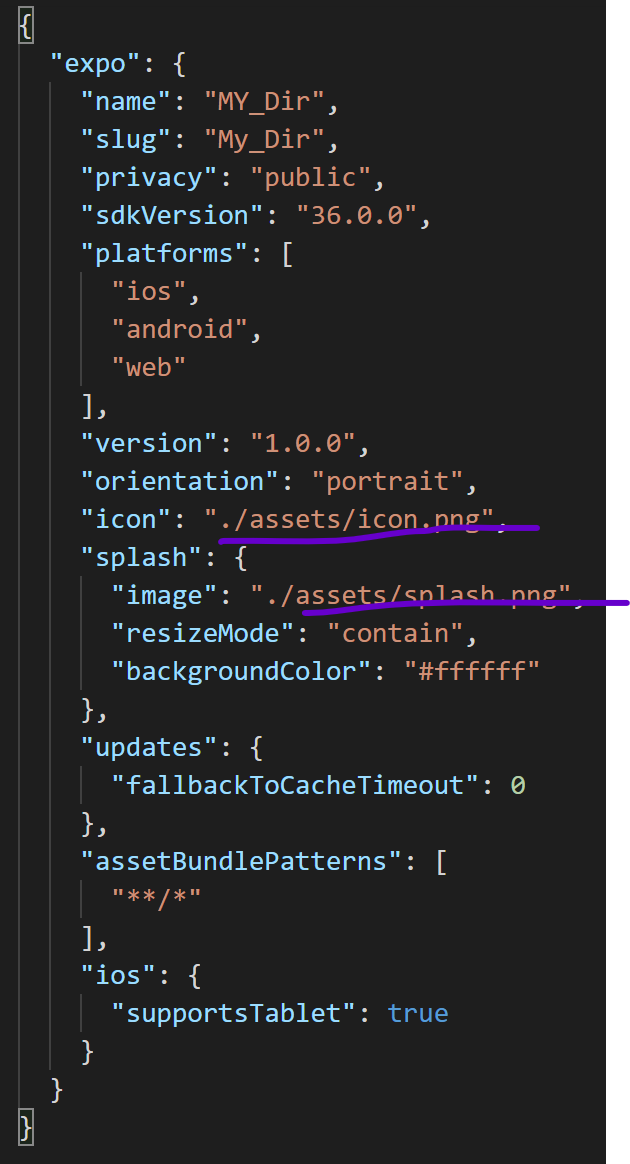 {
"expo": {
"name": "MY_Dir",
"slug": "My_Dir",
"privacy": "public",
"sdkVersion": "36.0.0",
"platforms": [
"ios",
"android",
"web"
],
"version": "1.0.0",
"orientation": "portrait",
"icon": "./assets/icon.png",
"splash": {
"image": "./assets/splash.png",
"resizeMode": "contain",
"backgroundColor": "#ffffff"
},
"updates": {
"fallbackToCacheTimeout": 0
},
"assetBundlePatterns": [
"**/*"
],
"ios": {
"supportsTablet": true
}
}
}